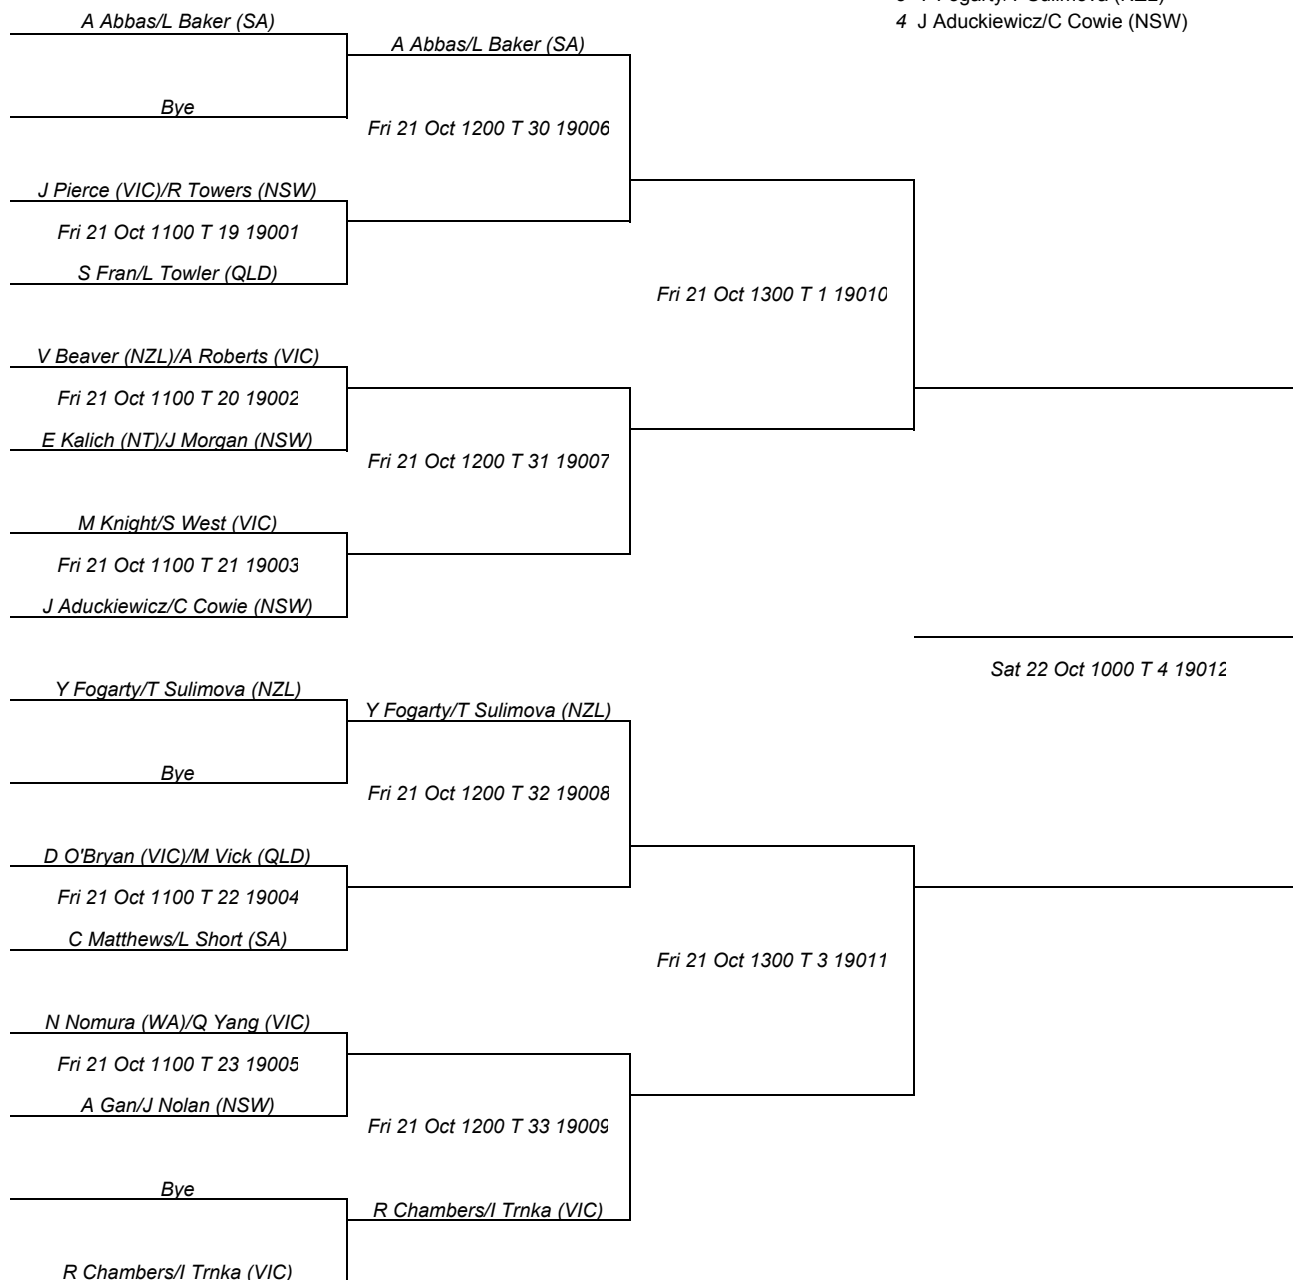 3 Y Fogarty/T Sulimova (NZL)
4 J Aduckiewicz/C Cowie (NSW)
A Abbas/L Baker (SA)
A Abbas/L Baker (SA)
Bye
Fri 21 Oct 1200 T 30 19006
J Pierce (VIC)/R Towers (NSW)
Fri 21 Oct 1100 T 19 19001
S Fran/L Towler (QLD)
Fri 21 Oct 1300 T 1 19010
V Beaver (NZL)/A Roberts (VIC)
Fri 21 Oct 1100 T 20 19002
E Kalich (NT)/J Morgan (NSW)
Fri 21 Oct 1200 T 31 19007
M Knight/S West (VIC)
Fri 21 Oct 1100 T 21 19003
J Aduckiewicz/C Cowie (NSW)
Sat 22 Oct 1000 T 4 19012
Y Fogarty/T Sulimova (NZL)
Y Fogarty/T Sulimova (NZL)
Bye
Fri 21 Oct 1200 T 32 19008
D O'Bryan (VIC)/M Vick (QLD)
Fri 21 Oct 1100 T 22 19004
C Matthews/L Short (SA)
Fri 21 Oct 1300 T 3 19011
N Nomura (WA)/Q Yang (VIC)
Fri 21 Oct 1100 T 23 19005
A Gan/J Nolan (NSW)
Fri 21 Oct 1200 T 33 19009
Bye
R Chambers/I Trnka (VIC)
R Chambers/I Trnka (VIC)